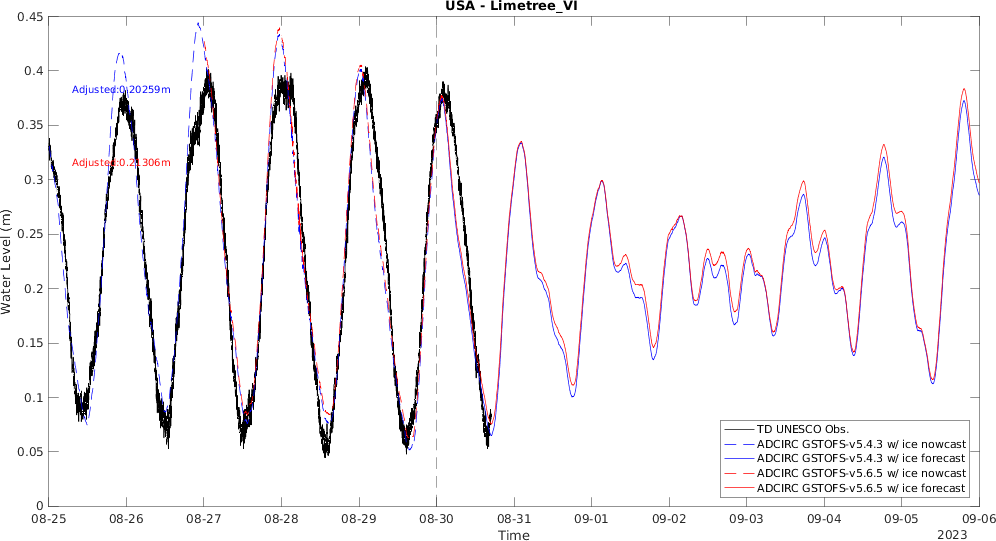 USA - Limetree_VI
0.45
0.4
0.35
0.3
0.25
0.2
0.15
0.1
0.05
0
Water Level (m)
Adjusted:0.20259m
Adjusted:0.21306m
TD UNESCO Obs.
ADCIRC GSTOFS-v5.4.3 w/ ice nowcast
ADCIRC GSTOFS-v5.4.3 w/ ice forecast
ADCIRC GSTOFS-v5.6.5 w/ ice nowcast
ADCIRC GSTOFS-v5.6.5 w/ ice forecast
08-25 08-26 08-27 08-28 08-29 08-30 08-31 09-01 09-02 09-03 09-04 09-05 09-06
Time
2023